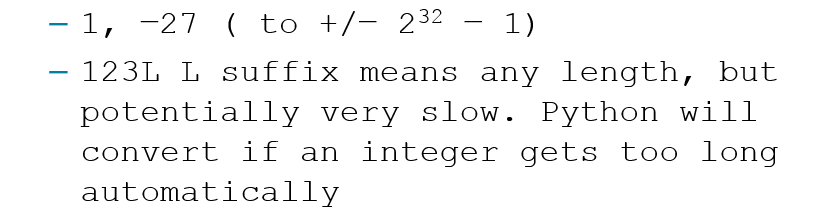 – 1, −27 ( to +/− 2³² − 1)
– 123L L suffix means any length, but
potentially very slow. Python will
convert if an integer gets too long
automatically